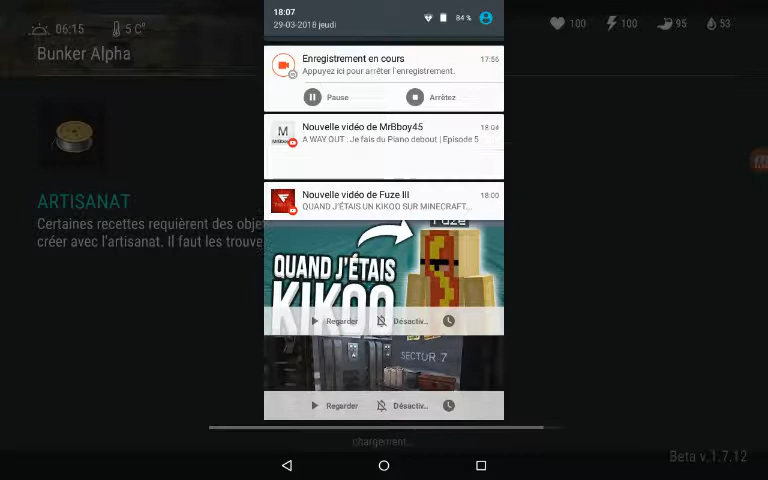 18:07
84 %
29-03-2018 jeudi
06:15
5 C°
100
100
95
53
Bunker Alpha
Enregistrement en cours
17:56
Appuyez ici pour arrêter l'enregistrement.
Pause
Arrêtez
Nouvelle vidéo de MrBboy45
18:04
A WAY OUT : Je fais du Piano debout | Episode 5
Nouvelle vidéo de Fuze III
18:00
QUAND J'ÉTAIS UN KIKOO SUR MINECRAFT...
ARTISANAT
Certaines recettes requièrent des obje
créer avec l'artisanat. Il faut les trouve
Fuze
QUAND J'ÉTAIS
KIKOO
Regarder
Désactiv..
SECTUR 7
Regarder
Désactiv..
chargement..
Beta v.1.7.12